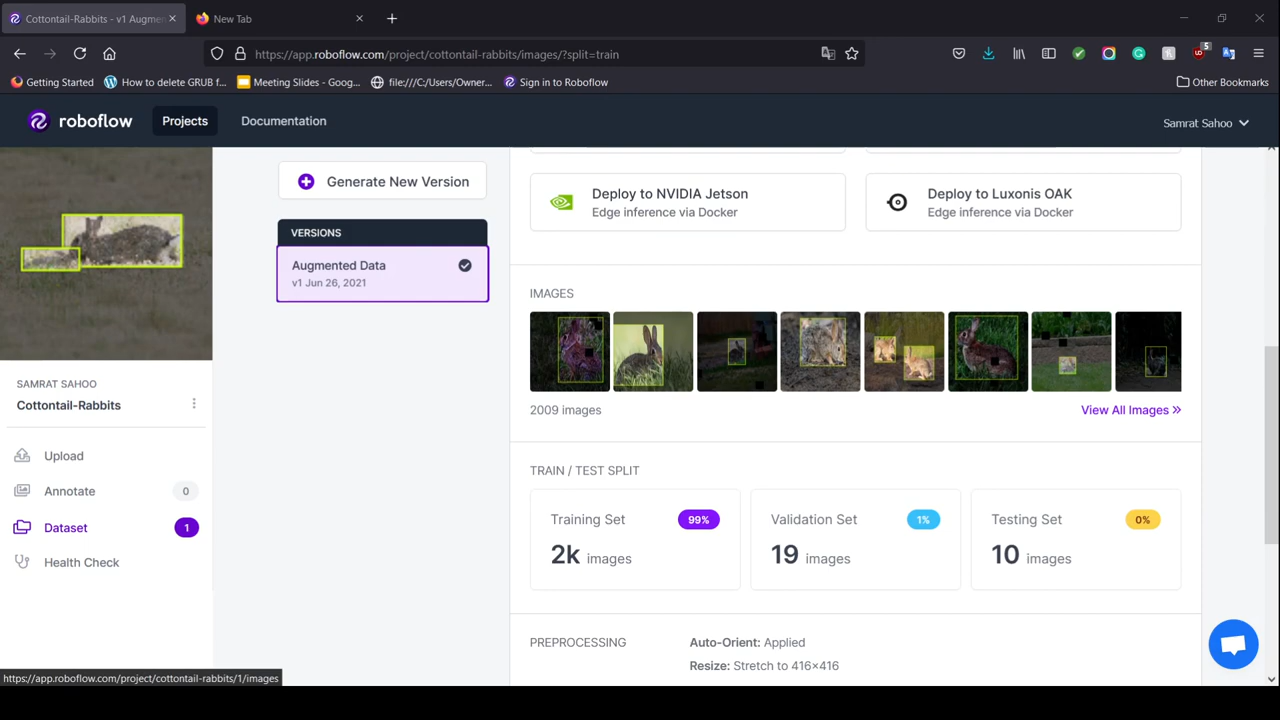 Cottontail-Rabbits - v1 Augmen
New Tab
https://app.roboflow.com/project/cottontail-rabbits/images/?split=train
5
Getting Started
How to delete GRUB f...
Meeting Slides - Goog...
file:///C:/Users/Owner...
Sign in to Roboflow
Other Bookmarks
roboflow
Projects
Documentation
Samrat Sahoo
SAMRAT SAHOO
Cottontail-Rabbits
Upload
Annotate
0
Dataset
1
Health Check
Generate New Version
VERSIONS
Augmented Data
v1 Jun 26, 2021
Deploy to NVIDIA Jetson
Edge inference via Docker
Deploy to Luxonis OAK
Edge inference via Docker
IMAGES
2009 images
View All Images »
TRAIN / TEST SPLIT
Training Set
99%
2k images
Validation Set
1%
19 images
Testing Set
0%
10 images
PREPROCESSING
Auto-Orient: Applied
Resize: Stretch to 416×416
https://app.roboflow.com/project/cottontail-rabbits/1/images